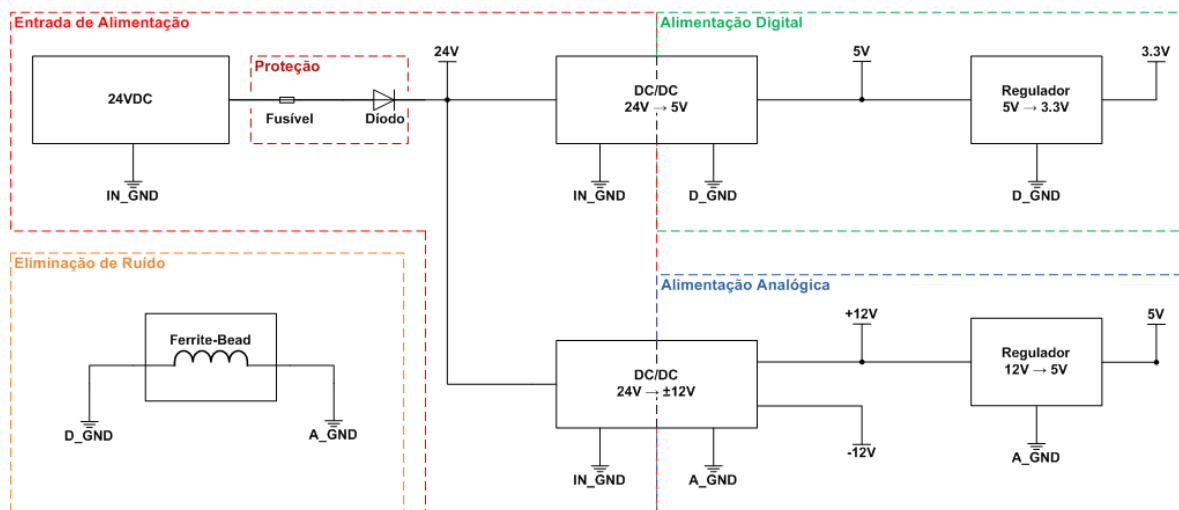 Entrada de Alimentação
Alimentação Digital
24V
5V
3.3V
Proteção
24VDC
Fusível
Díodo
DC/DC
24V → 5V
Regulador
5V → 3.3V
IN_GND
IN_GND
D_GND
D_GND
Eliminação de Ruído
Alimentação Analógica
Ferrite-Bead
+12V
5V
DC/DC
24V → ±12V
Regulador
12V → 5V
D_GND
A_GND
-12V
A_GND
IN_GND
A_GND